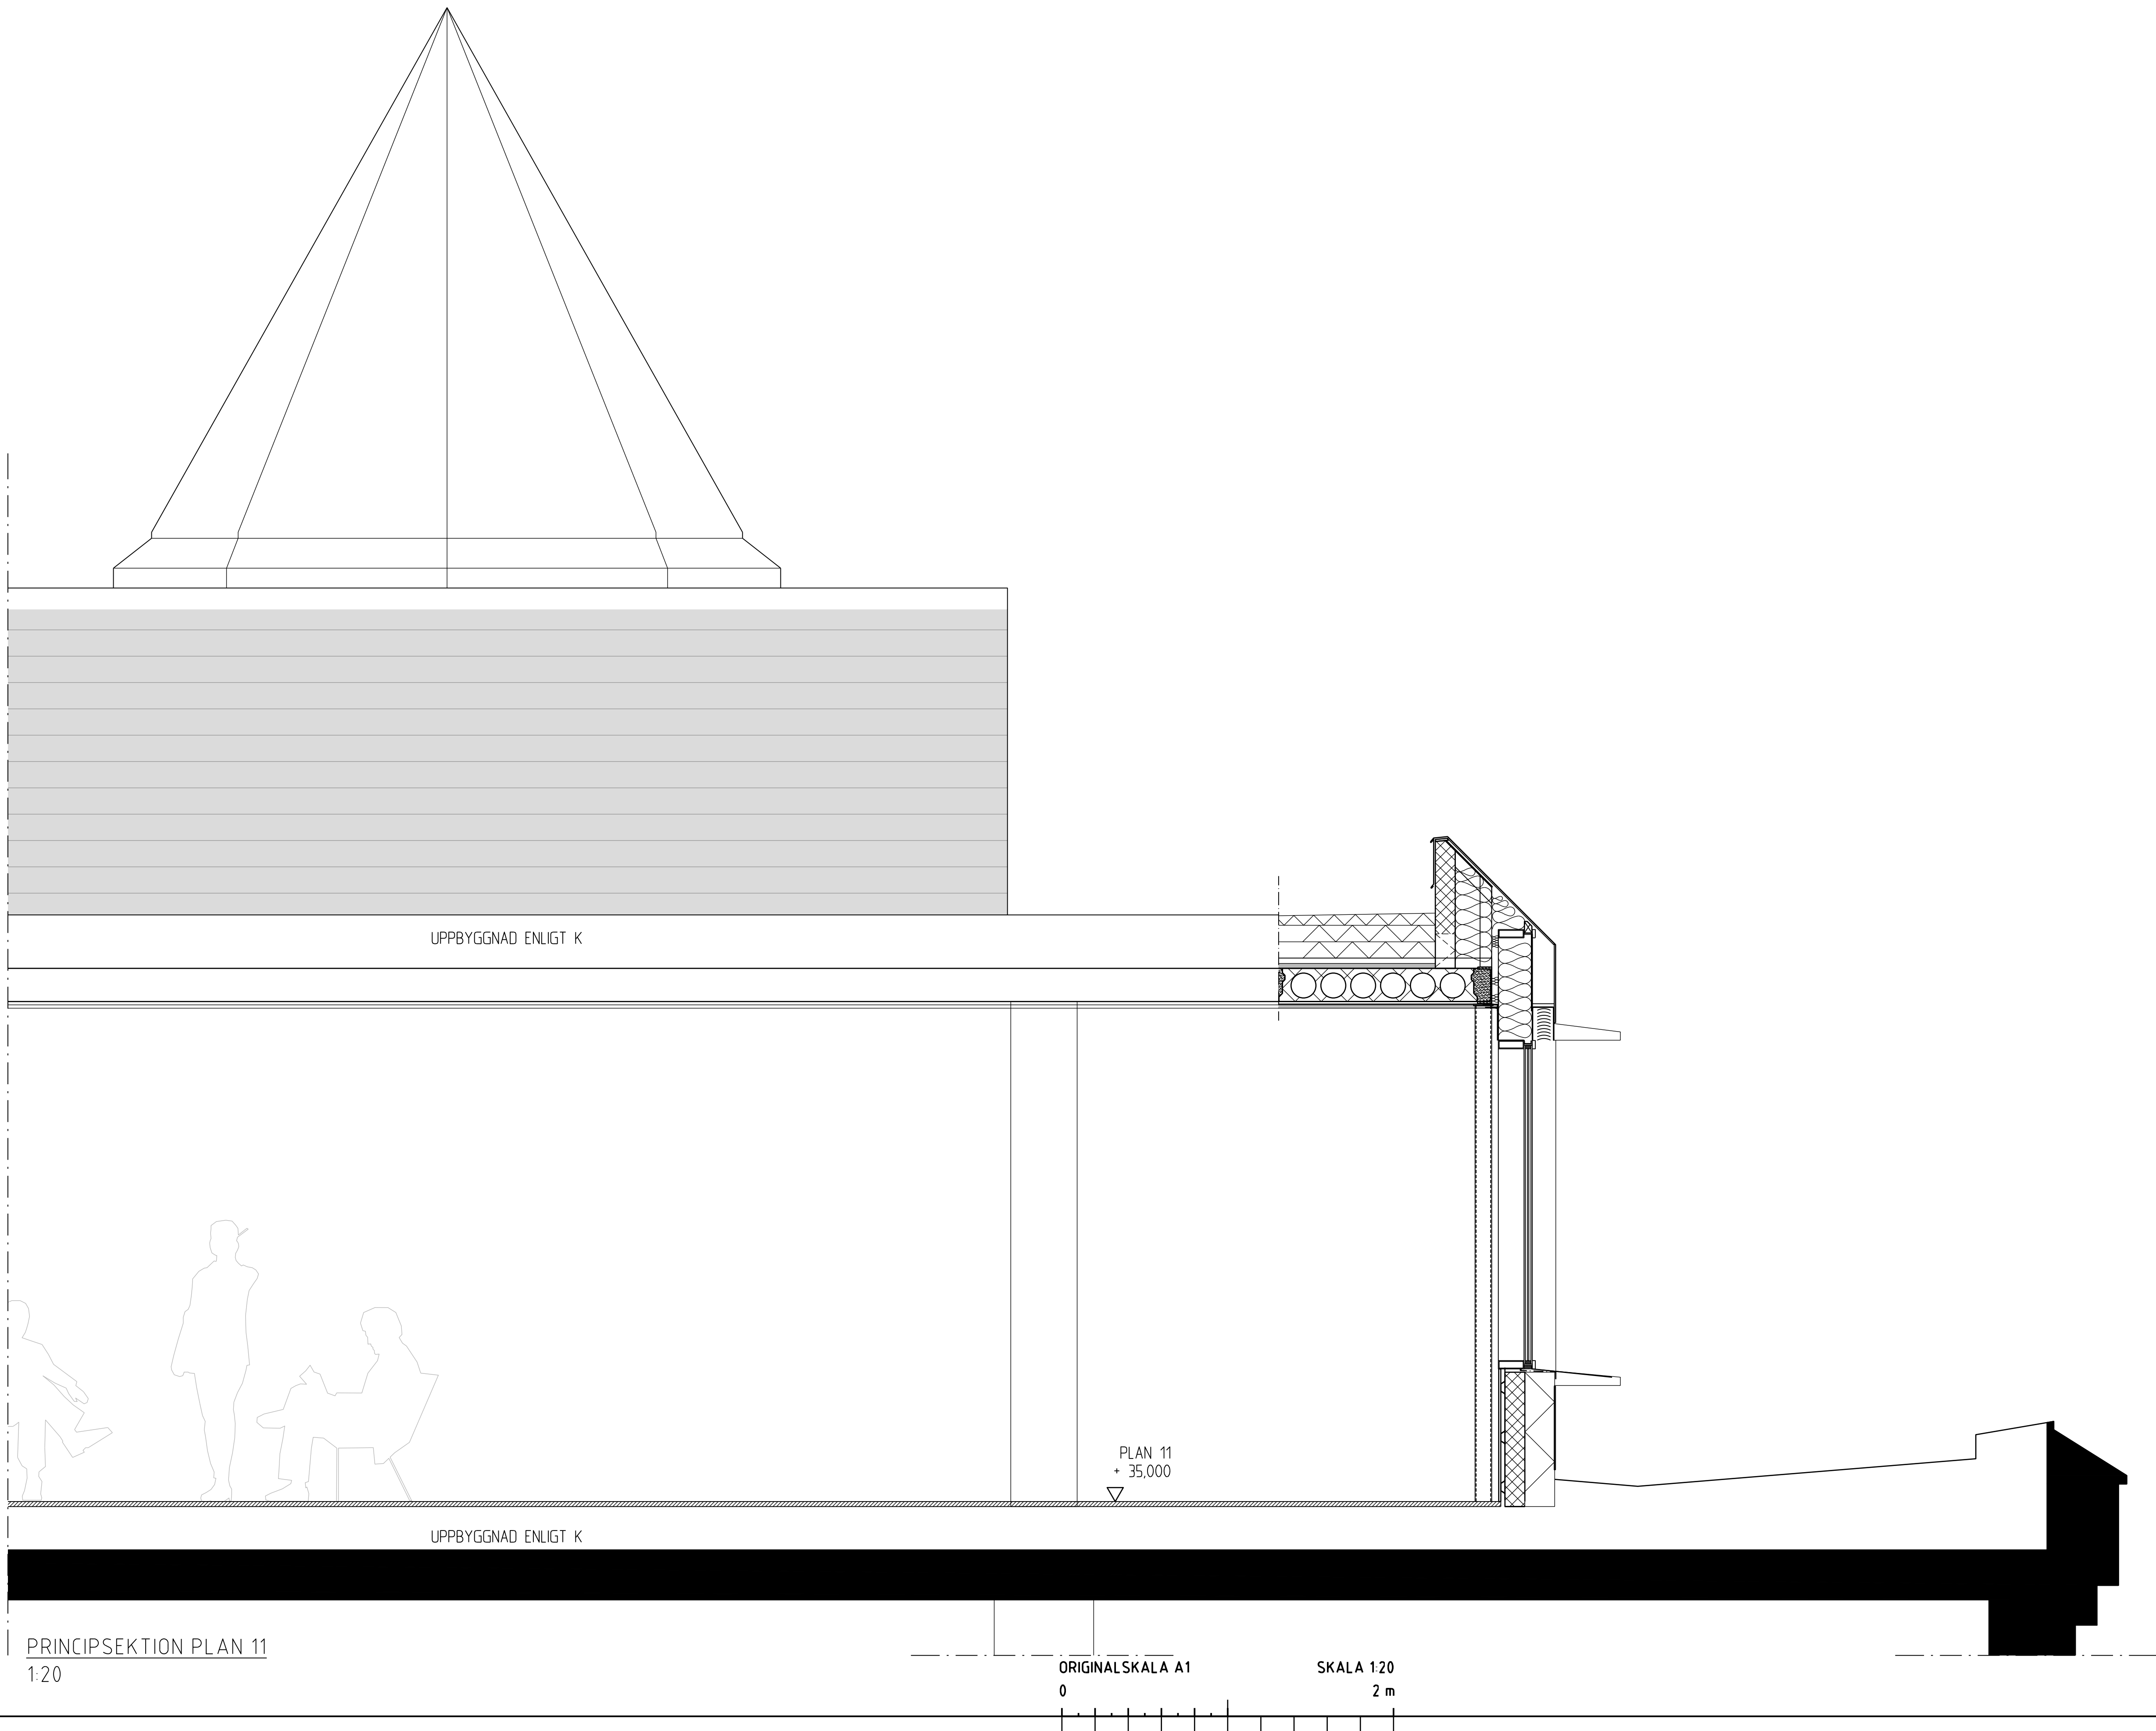 UPPBYGGNAD ENLIGT K
PLAN 11
+ 35,000
UPPBYGGNAD ENLIGT K
PRINCIPSEKTION PLAN 11
1:20
ORIGINALSKALA A1 SKALA 1:20
0 2 m